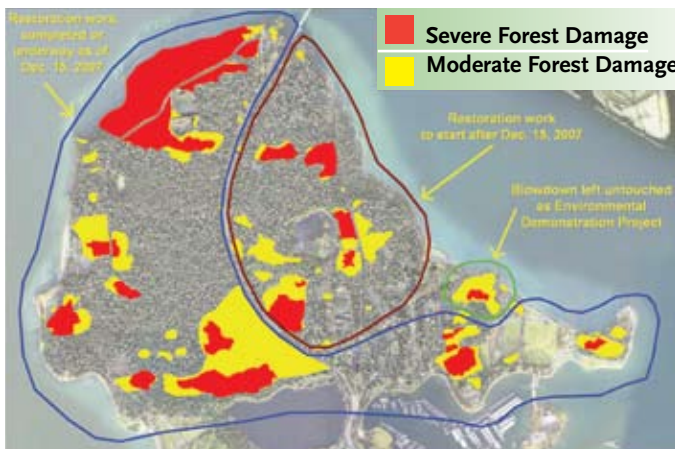 Restoration work
completed or
underway as of
Dec. 15, 2007
Severe Forest Damage
Moderate Forest Damage
Restoration work
to start after Dec. 15, 2007
Blowdown left untouched
as Environmental
Demonstration Project